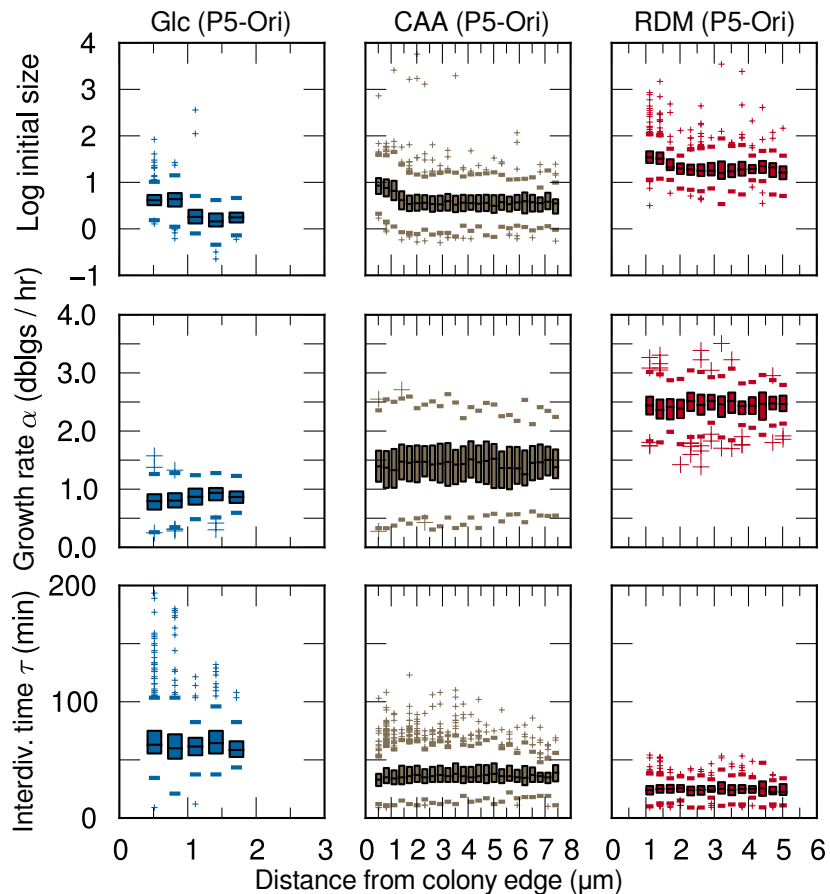 Glc (P5-Ori) CAA (P5-Ori) RDM (P5-Ori)
Log initial size
4
3
2
1
0
−1
Growth rate α (dblgs / hr)
4.0
3.0
2.0
1.0
0.0
Interdiv. time τ (min)
200
100
0
0 1 2 3 0 1 2 3 4 5 6 7 8 0 1 2 3 4 5 6
Distance from colony edge (μm)